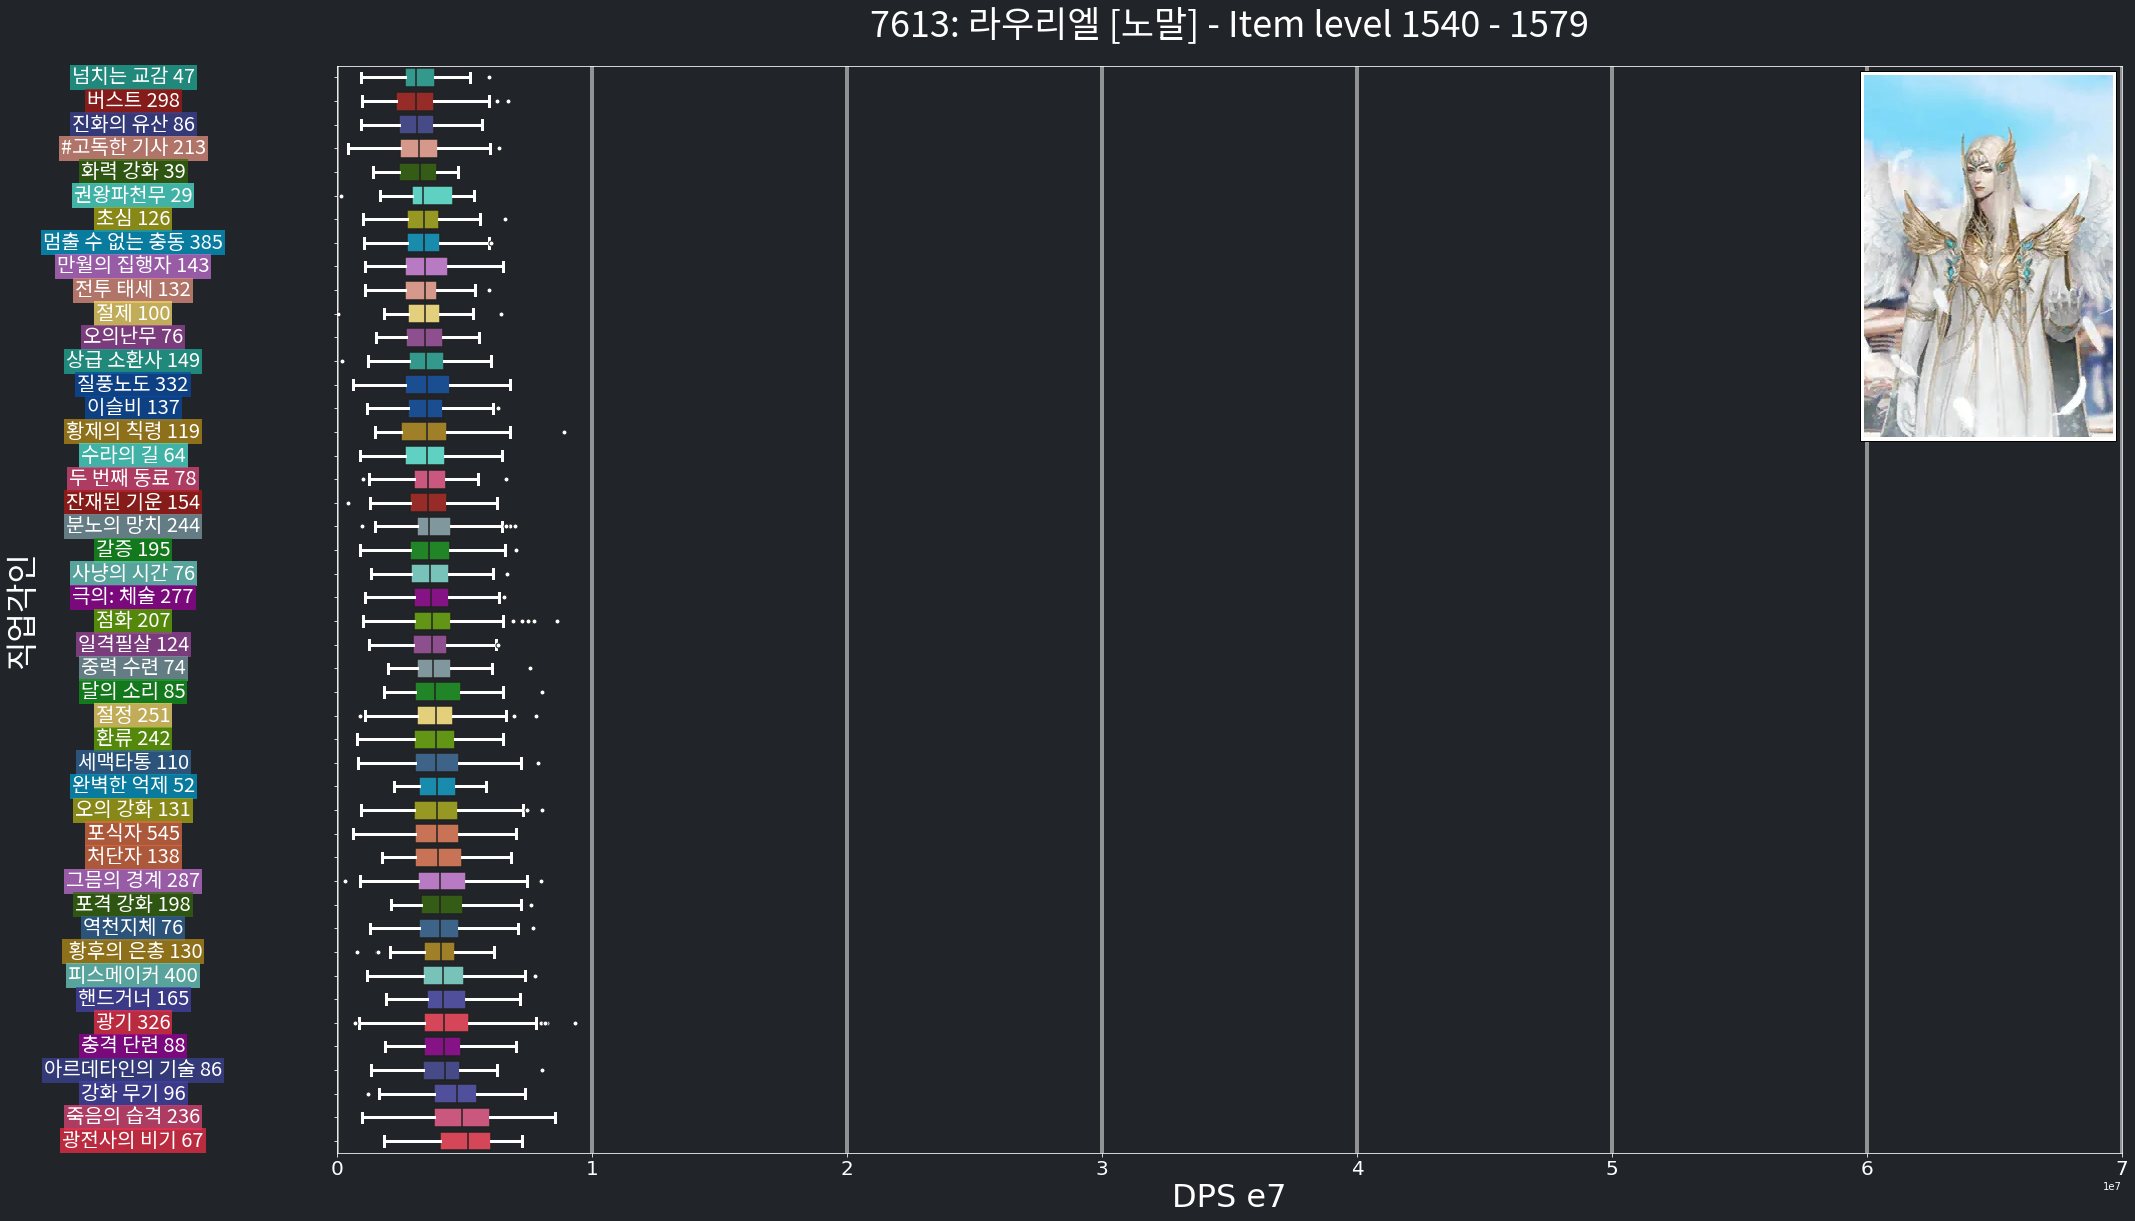 7613: 라우리엘 [노말] - Item level 1540 - 1579
넘치는 교감 47
버스트 298
진화의 유산 86
#고독한 기사 213
화력 강화 39
권왕파천무 29
초심 126
멈출 수 없는 충동 385
만월의 집행자 143
전투 태세 132
절제 100
오의난무 76
상급 소환사 149
질풍노도 332
이슬비 137
황제의 칙령 119
수라의 길 64
두 번째 동료 78
잔재된 기운 154
분노의 망치 244
갈증 195
사냥의 시간 76
극의: 체술 277
점화 207
일격필살 124
중력 수련 74
달의 소리 85
절정 251
환류 242
세맥타통 110
완벽한 억제 52
오의 강화 131
포식자 545
처단자 138
그믐의 경계 287
포격 강화 198
역천지체 76
황후의 은총 130
피스메이커 400
핸드거너 165
광기 326
충격 단련 88
아르데타인의 기술 86
강화 무기 96
죽음의 습격 236
광전사의 비기 67
직업각인
0 1 2 3 4 5 6 7
1e7
DPS e7